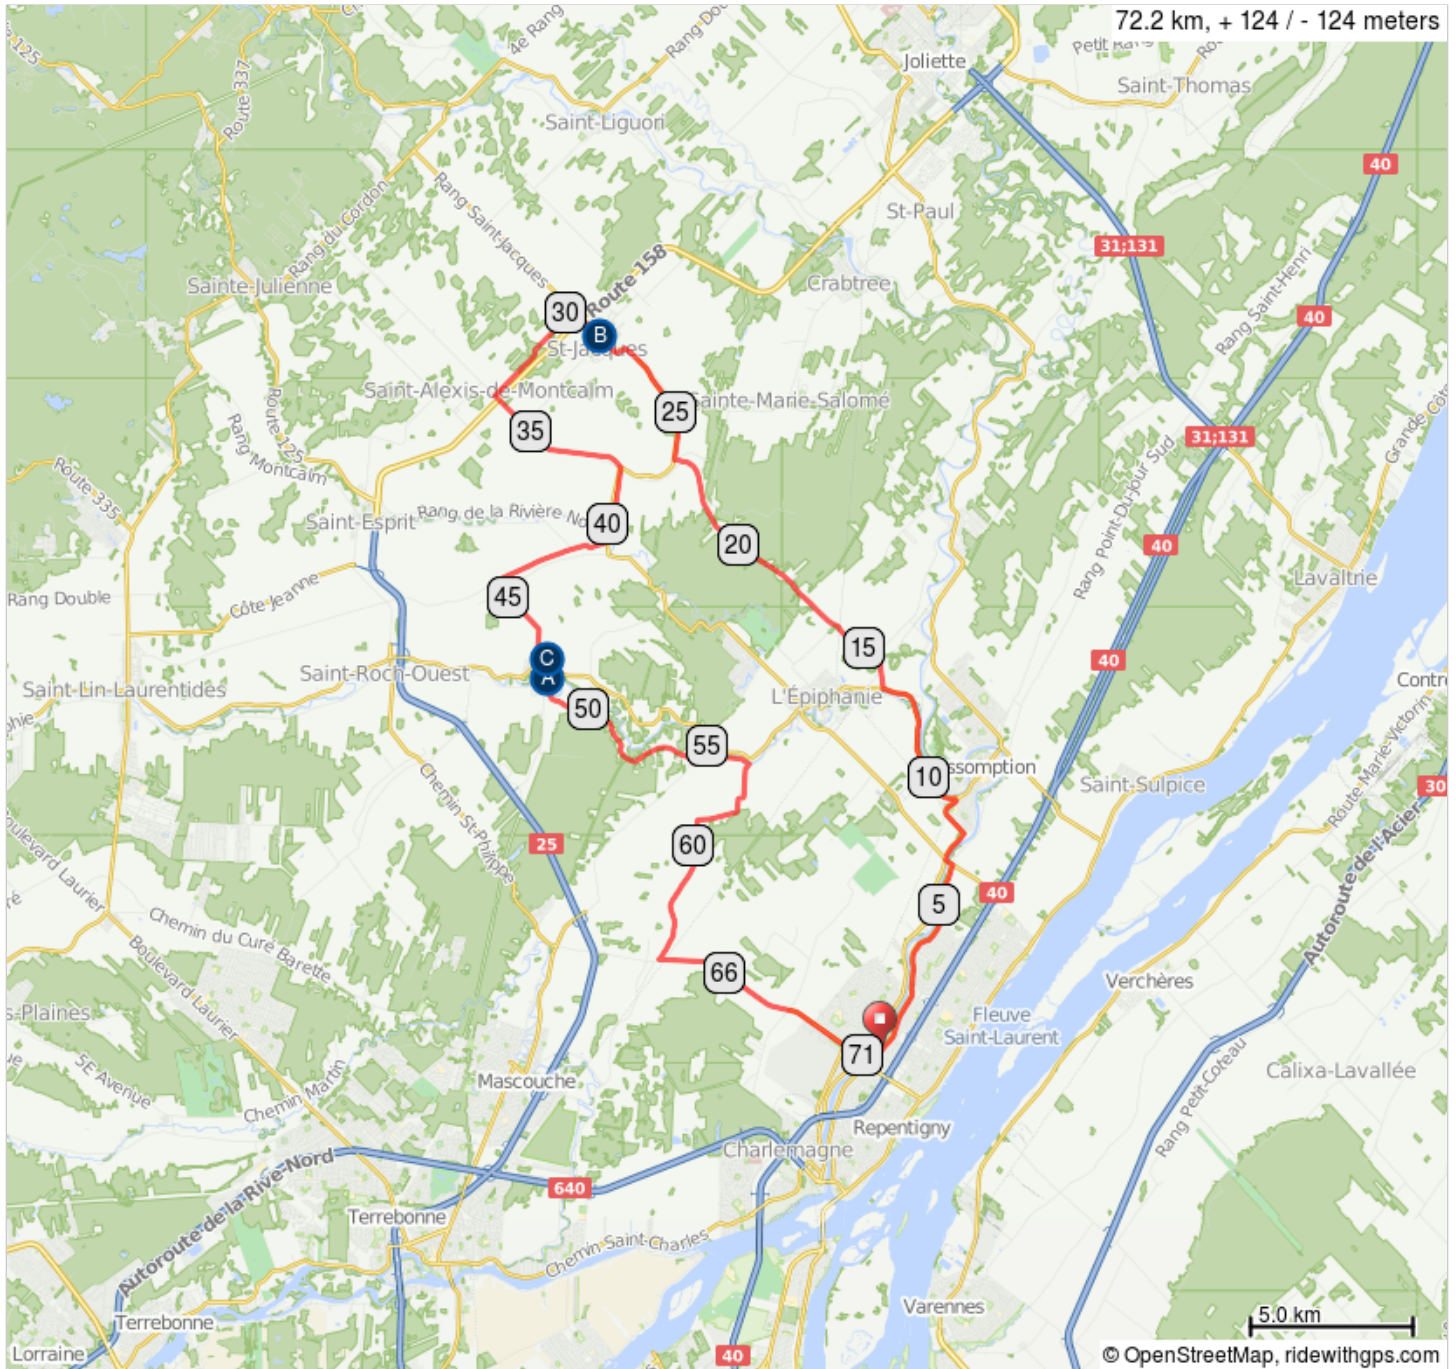 72.2 km, + 124 / - 124 meters
125
Route 337
4e Rang
Joliette
Saint-Thomas
Saint-Liguori
40
Rang du Cordon
Rang Saint-Jacques
St-Paul
31;131
Route 158
Rang Saint-Henri
Sainte-Julienne
Crabtree
30
B
40
St-Jacques
Saint-Alexis-de-Montcalm
25
Sainte-Marie-Salomé
Route 125
35
31;131
Rang Montcalm
Route 335
Rang Point-Du-Jour Sud
Saint-Esprit
Rang de la Rivière
40
20
40
Rang Double
Côte Jeanne
45
Lavaltrie
15
C
A
40
Saint-Roch-Ouest
Saint-Lin-Laurentides
L'Épiphanie
50
55
10
ssomption
Saint-Sulpice
30
Route Marie-Victorin
Chemin St-Philippe
25
60
Autoroute de l'Acier
Boulevard Laurier
5
40
Chemin du Curé Barette
Boulevard Laurier
66
Verchères
s-Plaines
Fleuve
Saint-Laurent
5E Avenue
Chemin Martin
71
Mascouche
Calixa-Lavallée
Rang Petit-Coteau
Repentigny
Charlemagne
Autoroute de la Rive-Nord
640
Terrebonne
Chemin Saint-Charles
Varennes
Terrebonne
5.0 km
Lorraine
40
© OpenStreetMap, ridewithgps.com